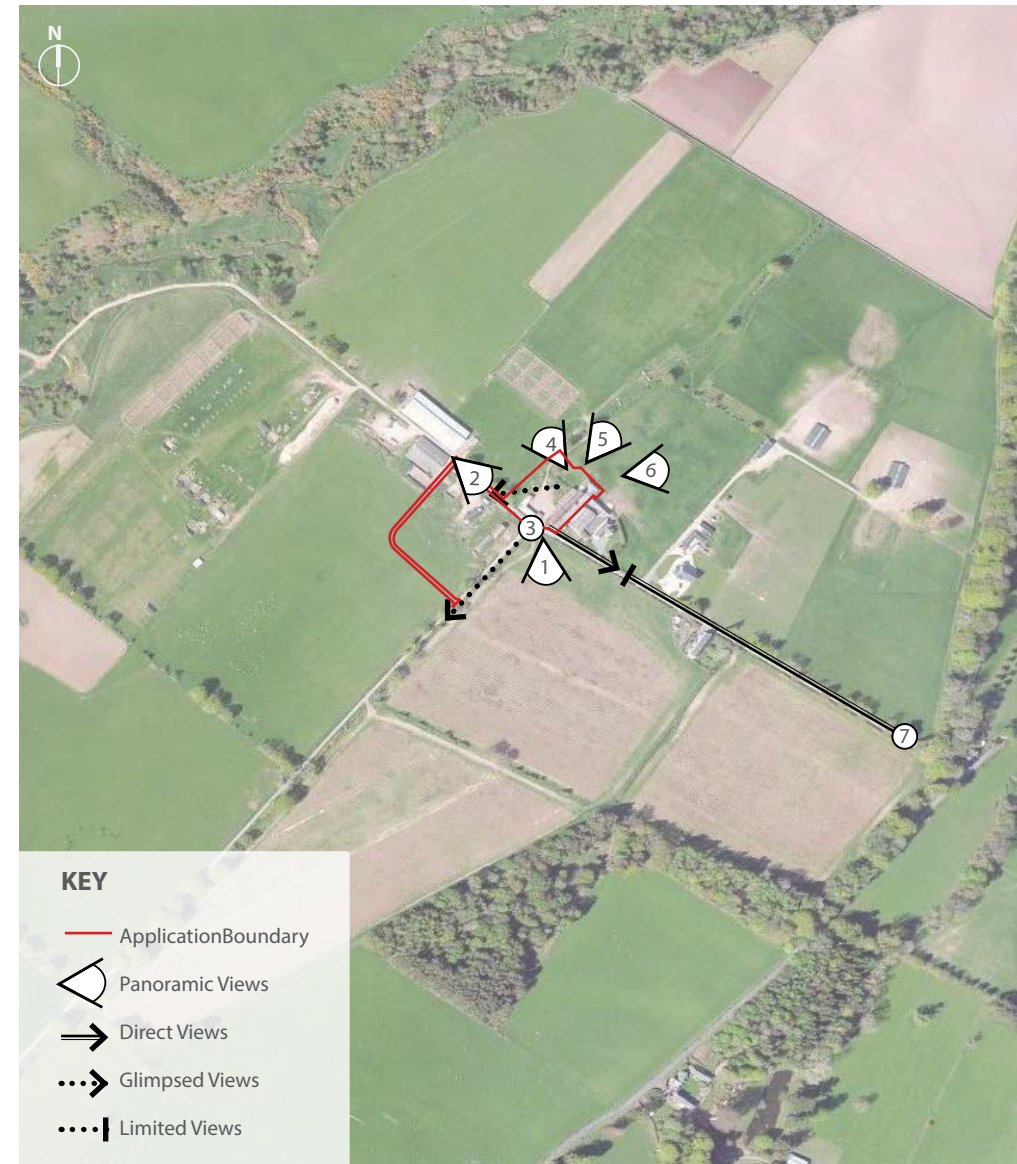 N
4
5
6
2
3
1
7
KEY
ApplicationBoundary
Panoramic Views
Direct Views
Glimpsed Views
Limited Views